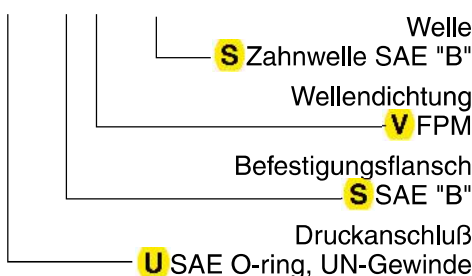 Welle
S Zahnwelle SAE "B"
Wellendichtung
V FPM
Befestigungsflansch
S SAE "B"
Druckanschluß
U SAE O-ring, UN-Gewinde